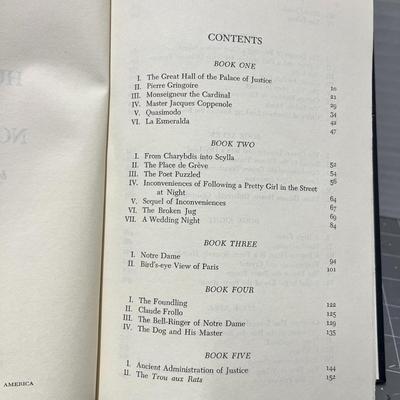 CONTENTS
BOOK ONE
I. The Great Hall of the Palace of Justice 10
II. Pierre Gringoire 21
III. Monseigneur the Cardinal 29
IV. Master Jacques Coppenole 34
V. Quasimodo 42
VI. La Esmeralda 47
BOOK TWO
I. From Charybdis into Scylla 52
II. The Place de Grève 54
III. The Poet Puzzled 56
IV. Inconveniences of Following a Pretty Girl in the Street
at Night 64
V. Sequel of Inconveniences 67
VI. The Broken Jug 69
VII. A Wedding Night 84
BOOK THREE
I. Notre Dame 94
II. Bird's-eye View of Paris 101
BOOK FOUR
I. The Foundling 122
II. Claude Frollo 125
III. The Bell-Ringer of Notre Dame 129
IV. The Dog and His Master 135
BOOK FIVE
I. Ancient Administration of Justice 144
II. The Trou aux Rats 152
AMERICA